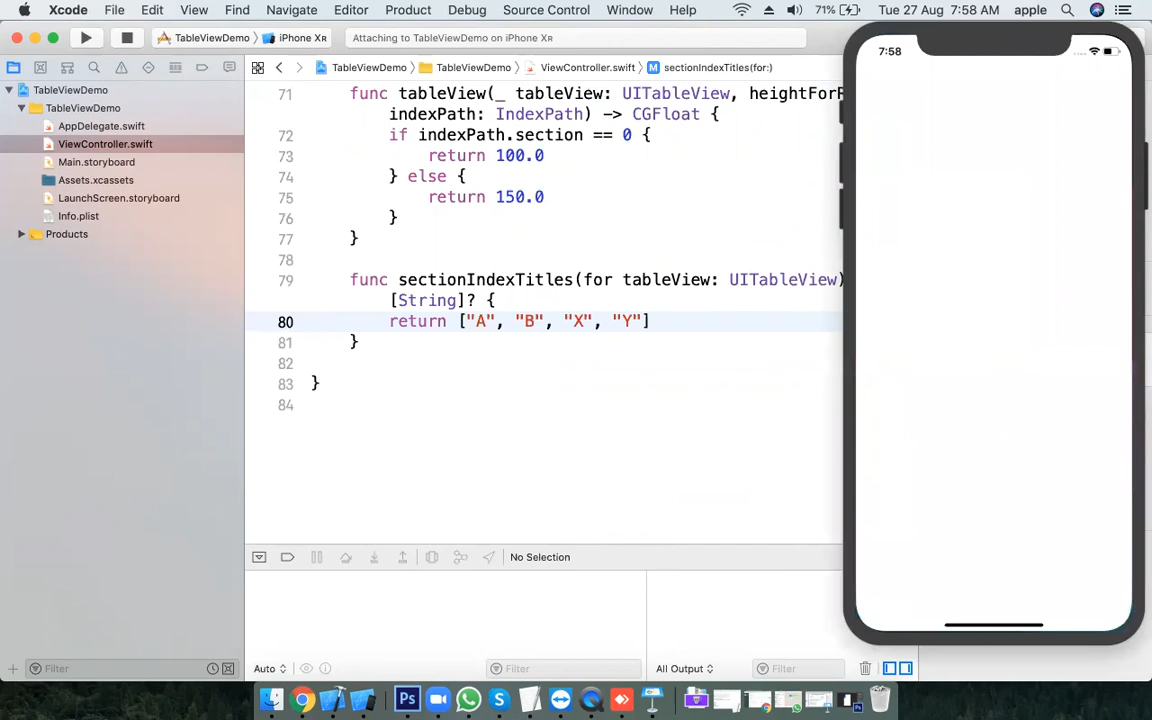 Xcode File Edit View Find Navigate Editor Product Debug Source Control Window Help 71% Tue 27 Aug 7:58 AM apple
TableViewDemo iPhone XR Attaching to TableViewDemo on iPhone XR
7:58
TableViewDemo TableViewDemo ViewController.swift sectionIndexTitles(for:)
TableViewDemo
TableViewDemo
AppDelegate.swift
ViewController.swift
Main.storyboard
Assets.xcassets
LaunchScreen.storyboard
Info.plist
Products
71 func tableView(_ tableView: UITableView, heightForR
indexPath: IndexPath) -> CGFloat {
72 if indexPath.section == 0 {
73 return 100.0
74 } else {
75 return 150.0
76 }
77 }
78
79 func sectionIndexTitles(for tableView: UITableView)
[String]? {
80 return ["A", "B", "X", "Y"]
81 }
82
83 }
84
No Selection
Filter
Auto
Filter
All Output
Filter
Ps